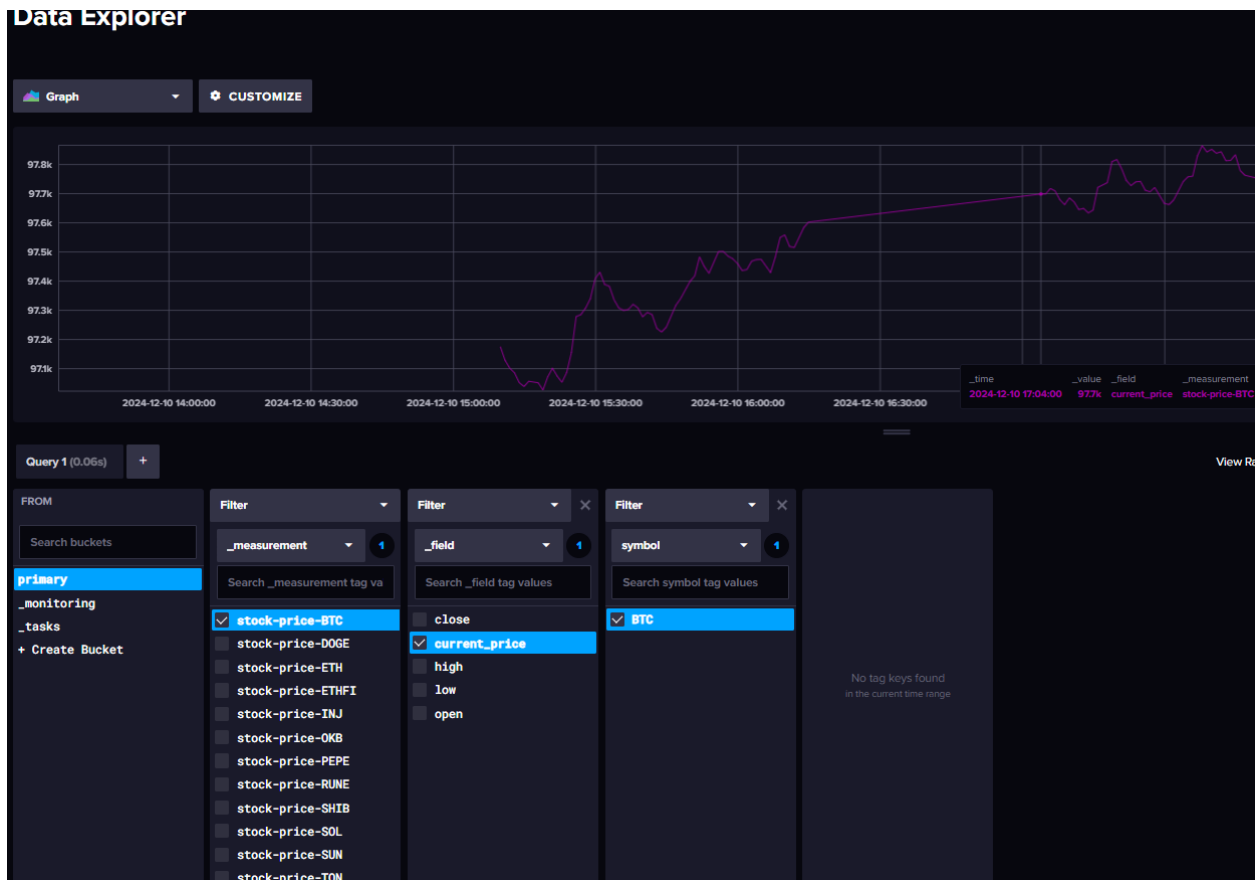 Data Explorer
Graph
CUSTOMIZE
97.8k
97.7k
97.6k
97.5k
97.4k
97.3k
97.2k
97.1k
2024-12-10 14:00:00 2024-12-10 14:30:00 2024-12-10 15:00:00 2024-12-10 15:30:00 2024-12-10 16:00:00 2024-12-10 16:30:00
_time _value _field _measurement
2024-12-10 17:04:00 97.7k current_price stock-price-BTC
Query 1 (0.06s) +
View Ra
FROM
Search buckets
primary
_monitoring
_tasks
+ Create Bucket
Filter
_measurement 1
Search _measurement tag va
stock-price-BTC
stock-price-DOGE
stock-price-ETH
stock-price-ETHFI
stock-price-INJ
stock-price-OKB
stock-price-PEPE
stock-price-RUNE
stock-price-SHIB
stock-price-SOL
stock-price-SUN
stock-price-TON
Filter
_field 1
Search _field tag values
close
current_price
high
low
open
Filter
symbol 1
Search symbol tag values
BTC
No tag keys found
in the current time range